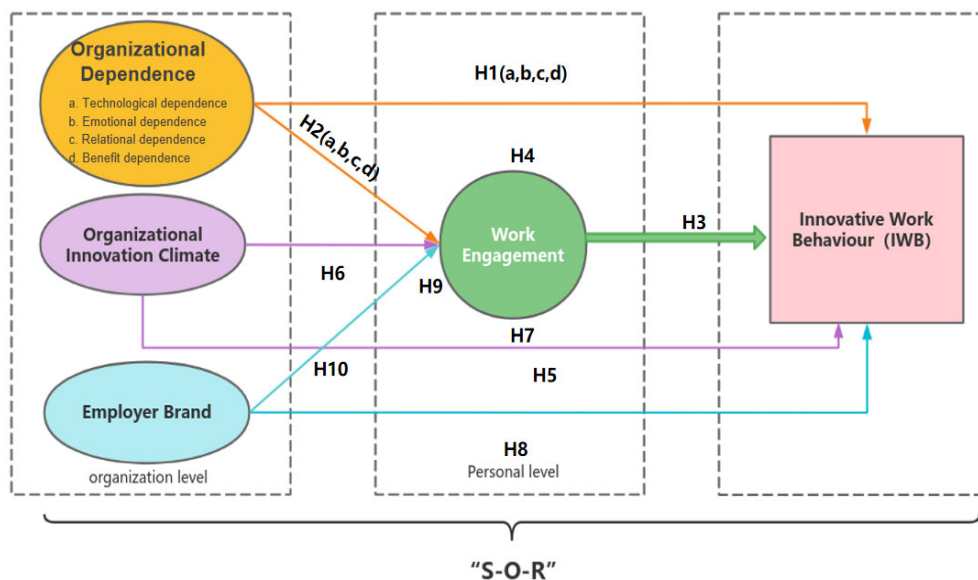 Organizational
Dependence
a. Technological dependence
b. Emotional dependence
c. Relational dependence
d. Benefit dependence
H1(a,b,c,d)
H2(a,b,c,d)
H4
Organizational
Innovation Climate
Work
Engagement
H3
Innovative Work
Behaviour (IWB)
H6
H9
H7
H10
H5
Employer Brand
H8
organization level
Personal level
“S-O-R”